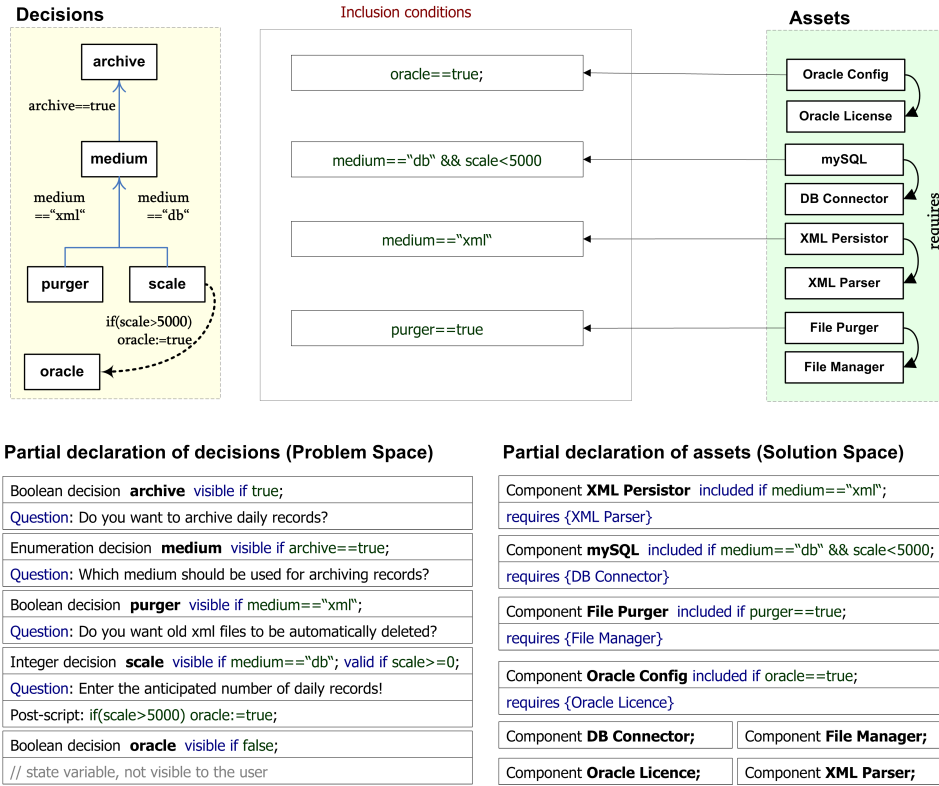 Decisions
Inclusion conditions
Assets
archive
archive==true
medium
medium
==“xml“
medium
==“db“
purger
scale
if(scale>5000)
oracle:=true
oracle
oracle==true;
medium==“db“ && scale<5000
medium==“xml“
purger==true
Oracle Config
Oracle License
mySQL
DB Connector
XML Persistor
XML Parser
File Purger
File Manager
requires
Partial declaration of decisions (Problem Space)
Boolean decision archive visible if true;
Question: Do you want to archive daily records?
Enumeration decision medium visible if archive==true;
Question: Which medium should be used for archiving records?
Boolean decision purger visible if medium==“xml“;
Question: Do you want old xml files to be automatically deleted?
Integer decision scale visible if medium==“db“; valid if scale>=0;
Question: Enter the anticipated number of daily records!
Post-script: if(scale>5000) oracle:=true;
Boolean decision oracle visible if false;
// state variable, not visible to the user
Partial declaration of assets (Solution Space)
Component XML Persistor included if medium==“xml“;
requires {XML Parser}
Component mySQL included if medium==“db“ && scale<5000;
requires {DB Connector}
Component File Purger included if purger==true;
requires {File Manager}
Component Oracle Config included if oracle==true;
requires {Oracle Licence}
Component DB Connector;
Component File Manager;
Component Oracle Licence;
Component XML Parser;